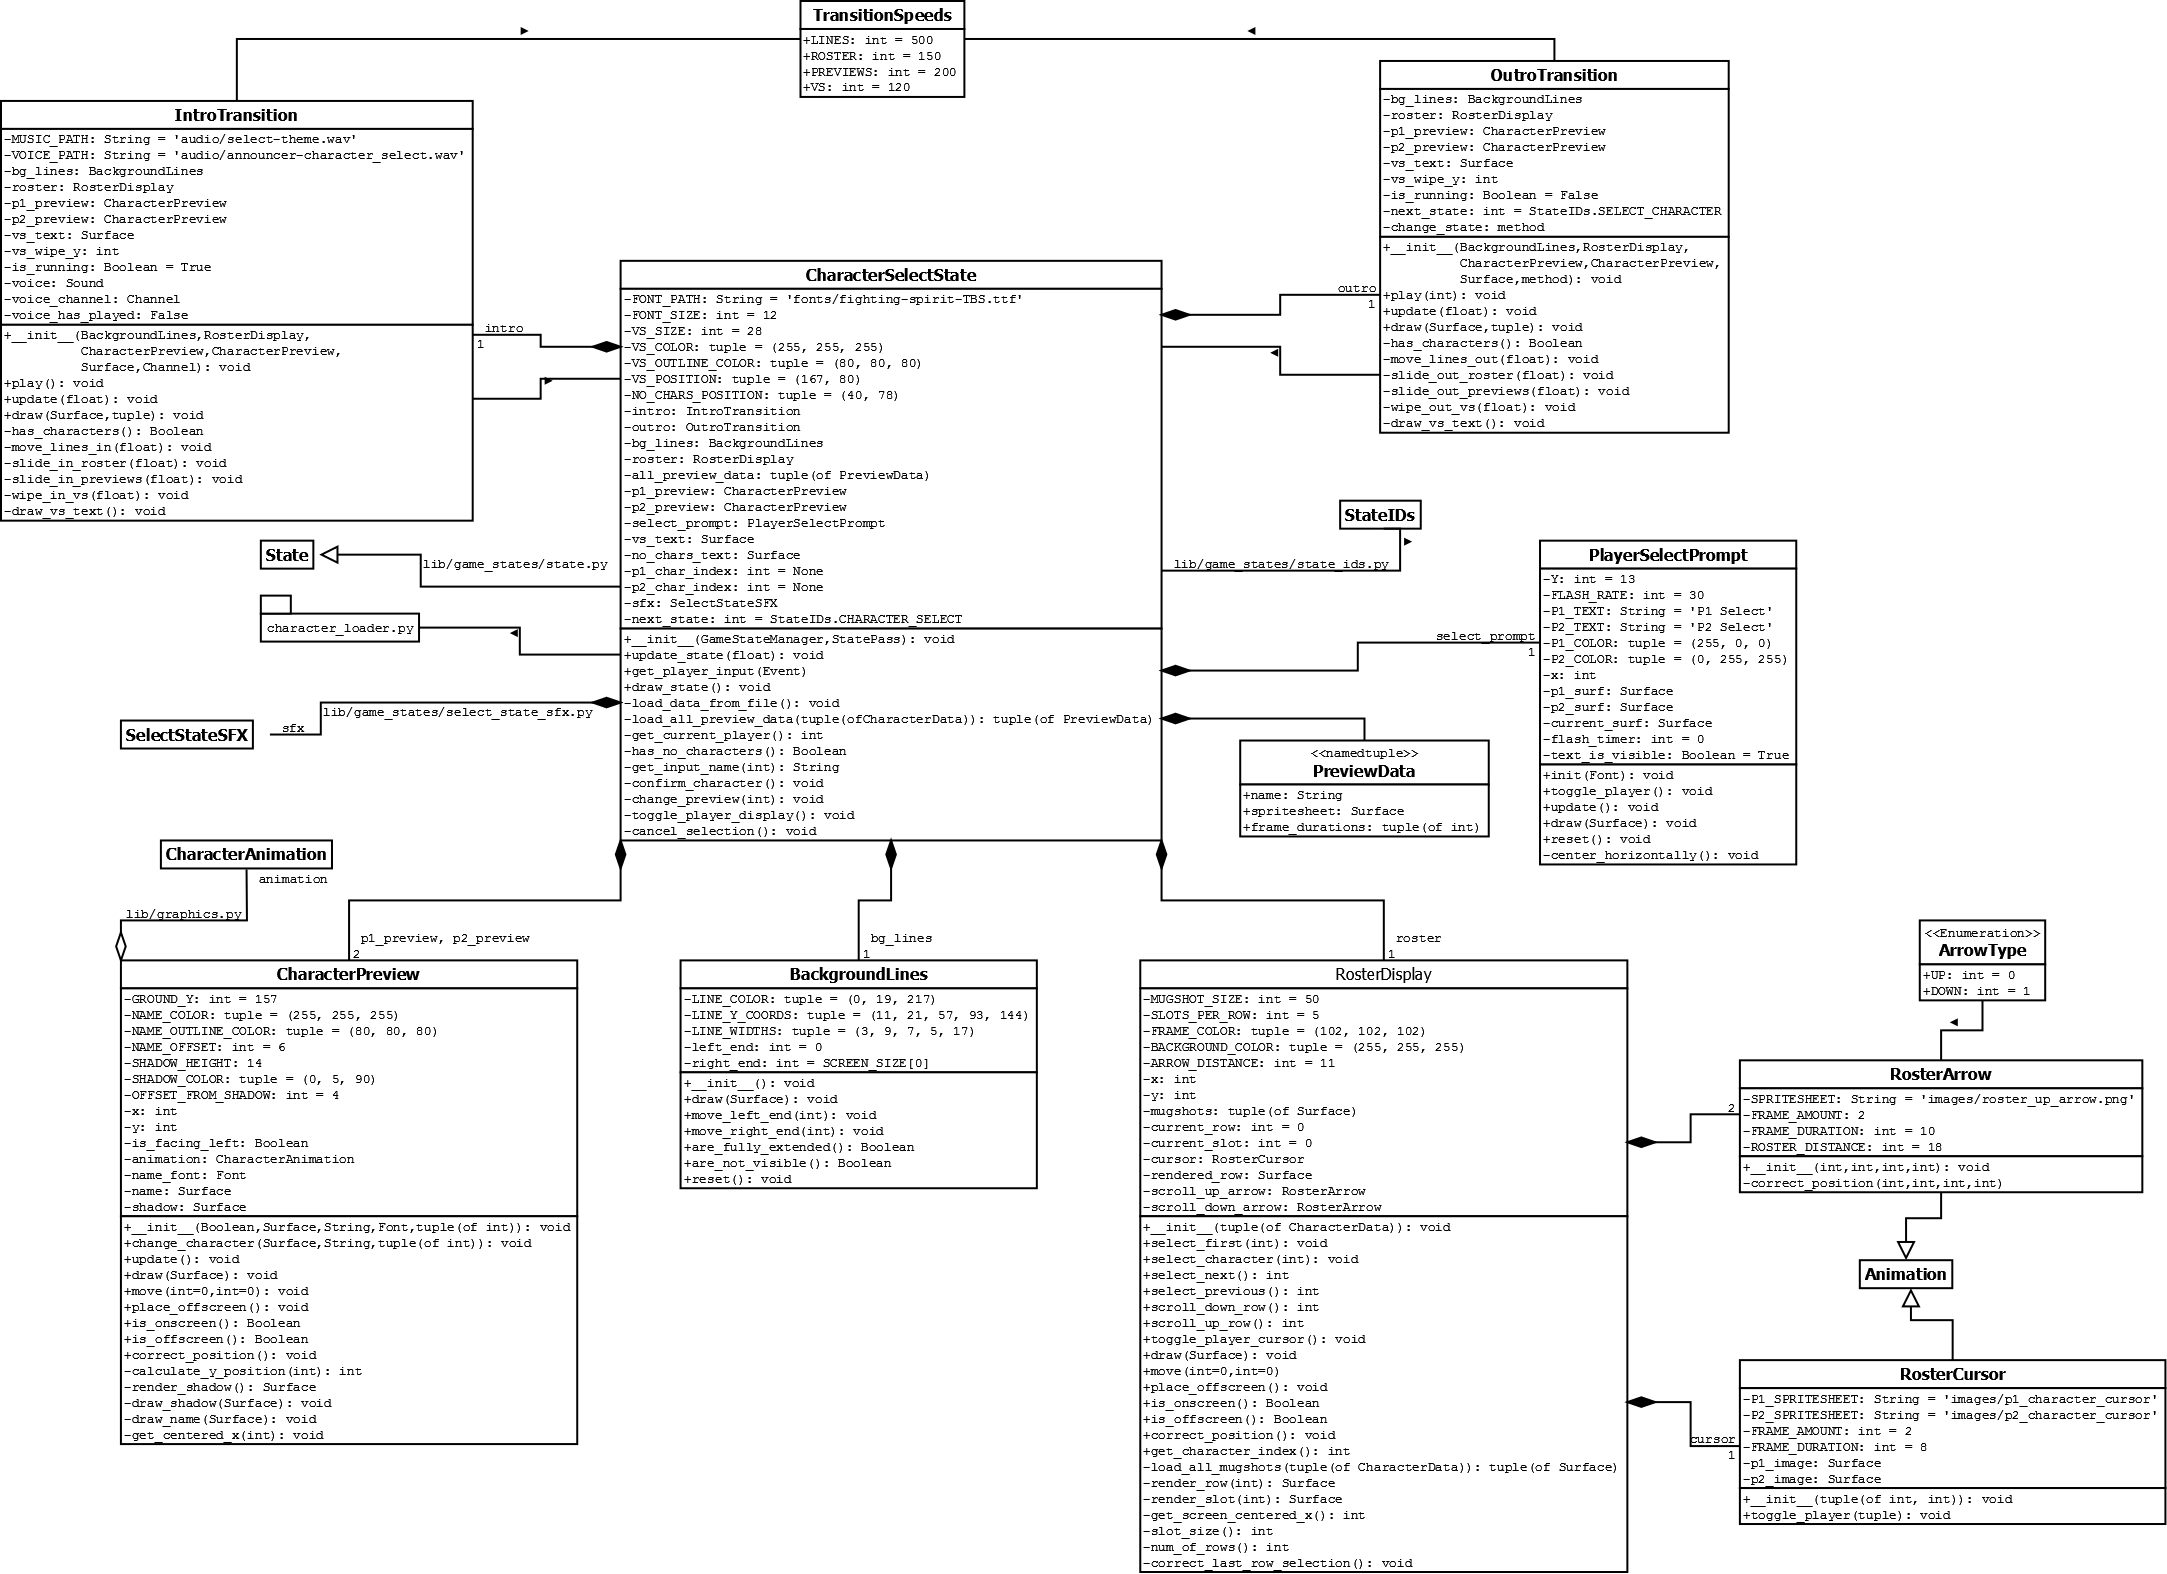 TransitionSpeeds
+LINES: int = 500
+ROSTER: int = 150
+PREVIEWS: int = 200
+VS: int = 120
IntroTransition
-MUSIC_PATH: String = 'audio/select-theme.wav'
-VOICE_PATH: String = 'audio/announcer-character_select.wav'
-bg_lines: BackgroundLines
-roster: RosterDisplay
-p1_preview: CharacterPreview
-p2_preview: CharacterPreview
-vs_text: Surface
-vs_wipe_y: int
-is_running: Boolean = True
-voice: Sound
-voice_channel: Channel
-voice_has_played: False
+__init__(BackgroundLines,RosterDisplay,
CharacterPreview,CharacterPreview,
Surface,Channel): void
+play(): void
+update(float): void
+draw(Surface,tuple): void
-has_characters(): Boolean
-move_lines_in(float): void
-slide_in_roster(float): void
-slide_in_previews(float): void
-wipe_in_vs(float): void
-draw_vs_text(): void
OutroTransition
-bg_lines: BackgroundLines
-roster: RosterDisplay
-p1_preview: CharacterPreview
-p2_preview: CharacterPreview
-vs_text: Surface
-vs_wipe_y: int
-is_running: Boolean = False
-next_state: int = StateIDs.SELECT_CHARACTER
-change_state: method
+__init__(BackgroundLines,RosterDisplay,
CharacterPreview,CharacterPreview,
Surface,method): void
+play(int): void
+update(float): void
+draw(Surface,tuple): void
-has_characters(): Boolean
-move_lines_out(float): void
-slide_out_roster(float): void
-slide_out_previews(float): void
-wipe_out_vs(float): void
-draw_vs_text(): void
intro
1
outro
1
CharacterSelectState
-FONT_PATH: String = 'fonts/fighting-spirit-TBS.ttf'
-FONT_SIZE: int = 12
-VS_SIZE: int = 28
-VS_COLOR: tuple = (255, 255, 255)
-VS_OUTLINE_COLOR: tuple = (80, 80, 80)
-VS_POSITION: tuple = (167, 80)
-NO_CHARS_POSITION: tuple = (40, 78)
-intro: IntroTransition
-outro: OutroTransition
-bg_lines: BackgroundLines
-roster: RosterDisplay
-all_preview_data: tuple(of PreviewData)
-p1_preview: CharacterPreview
-p2_preview: CharacterPreview
-select_prompt: PlayerSelectPrompt
-vs_text: Surface
-no_chars_text: Surface
-p1_char_index: int = None
-p2_char_index: int = None
-sfx: SelectStateSFX
-next_state: int = StateIDs.CHARACTER_SELECT
+__init__(GameStateManager,StatePass): void
+update_state(float): void
+get_player_input(Event)
+draw_state(): void
-load_data_from_file(): void
-load_all_preview_data(tuple(ofCharacterData)): tuple(of PreviewData)
-get_current_player(): int
-has_no_characters(): Boolean
-get_input_name(int): String
-confirm_character(): void
-change_preview(int): void
-toggle_player_display(): void
-cancel_selection(): void
State
lib/game_states/state.py
character_loader.py
SelectStateSFX
sfx
lib/game_states/select_state_sfx.py
StateIDs
lib/game_states/state_ids.py
PlayerSelectPrompt
-Y: int = 13
-FLASH_RATE: int = 30
-P1_TEXT: String = 'P1 Select'
-P2_TEXT: String = 'P2 Select'
-P1_COLOR: tuple = (255, 0, 0)
-P2_COLOR: tuple = (0, 255, 255)
-x: int
-p1_surf: Surface
-p2_surf: Surface
-current_surf: Surface
-flash_timer: int = 0
-text_is_visible: Boolean = True
+init(Font): void
+toggle_player(): void
+update(): void
+draw(Surface): void
+reset(): void
-center_horizontally(): void
select_prompt
1
<<namedtuple>>
PreviewData
+name: String
+spritesheet: Surface
+frame_durations: tuple(of int)
CharacterAnimation
animation
lib/graphics.py
p1_preview, p2_preview
2
bg_lines
1
roster
1
CharacterPreview
-GROUND_Y: int = 157
-NAME_COLOR: tuple = (255, 255, 255)
-NAME_OUTLINE_COLOR: tuple = (80, 80, 80)
-NAME_OFFSET: int = 6
-SHADOW_HEIGHT: 14
-SHADOW_COLOR: tuple = (0, 5, 90)
-OFFSET_FROM_SHADOW: int = 4
-x: int
-y: int
-is_facing_left: Boolean
-animation: CharacterAnimation
-name_font: Font
-name: Surface
-shadow: Surface
+__init__(Boolean,Surface,String,Font,tuple(of int)): void
+change_character(Surface,String,tuple(of int)): void
+update(): void
+draw(Surface): void
+move(int=0,int=0): void
+place_offscreen(): void
+is_onscreen(): Boolean
+is_offscreen(): Boolean
+correct_position(): void
-calculate_y_position(int): int
-render_shadow(): Surface
-draw_shadow(Surface): void
-draw_name(Surface): void
-get_centered_x(int): void
BackgroundLines
-LINE_COLOR: tuple = (0, 19, 217)
-LINE_Y_COORDS: tuple = (11, 21, 57, 93, 144)
-LINE_WIDTHS: tuple = (3, 9, 7, 5, 17)
-left_end: int = 0
-right_end: int = SCREEN_SIZE[0]
+__init__(): void
+draw(Surface): void
+move_left_end(int): void
+move_right_end(int): void
+are_fully_extended(): Boolean
+are_not_visible(): Boolean
+reset(): void
RosterDisplay
-MUGSHOT_SIZE: int = 50
-SLOTS_PER_ROW: int = 5
-FRAME_COLOR: tuple = (102, 102, 102)
-BACKGROUND_COLOR: tuple = (255, 255, 255)
-ARROW_DISTANCE: int = 11
-x: int
-y: int
-mugshots: tuple(of Surface)
-current_row: int = 0
-current_slot: int = 0
-cursor: RosterCursor
-rendered_row: Surface
-scroll_up_arrow: RosterArrow
-scroll_down_arrow: RosterArrow
+__init__(tuple(of CharacterData)): void
+select_first(int): void
+select_character(int): void
+select_next(): int
+select_previous(): int
+scroll_down_row(): int
+scroll_up_row(): int
+toggle_player_cursor(): void
+draw(Surface): void
+move(int=0,int=0)
+place_offscreen(): void
+is_onscreen(): Boolean
+is_offscreen(): Boolean
+correct_position(): void
+get_character_index(): int
-load_all_mugshots(tuple(of CharacterData)): tuple(of Surface)
-render_row(int): Surface
-render_slot(int): Surface
-get_screen_centered_x(): int
-slot_size(): int
-num_of_rows(): int
-correct_last_row_selection(): void
<<Enumeration>>
ArrowType
+UP: int = 0
+DOWN: int = 1
2
RosterArrow
-SPRITESHEET: String = 'images/roster_up_arrow.png'
-FRAME_AMOUNT: 2
-FRAME_DURATION: int = 10
-ROSTER_DISTANCE: int = 18
+__init__(int,int,int,int): void
-correct_position(int,int,int,int)
Animation
cursor
1
RosterCursor
-P1_SPRITESHEET: String = 'images/p1_character_cursor'
-P2_SPRITESHEET: String = 'images/p2_character_cursor'
-FRAME_AMOUNT: int = 2
-FRAME_DURATION: int = 8
-p1_image: Surface
-p2_image: Surface
+__init__(tuple(of int, int)): void
+toggle_player(tuple): void